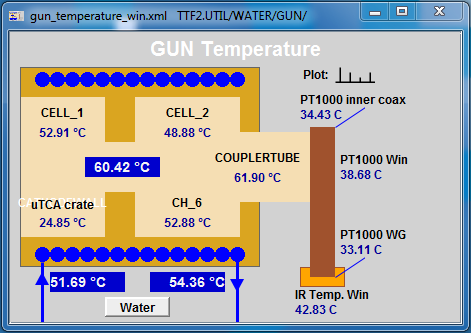 gun_temperature_win.xml TTF2.UTIL/WATER/GUN/
GUN Temperature
Plot:
CELL_1
52.91 °C
CELL_2
48.88 °C
PT1000 inner coax
34.43 C
60.42 °C
COUPLERTUBE
61.90 °C
PT1000 Win
38.68 C
uTCA crate
24.85 °C
CH_6
52.88 °C
PT1000 WG
33.11 C
51.69 °C
54.36 °C
Water
IR Temp. Win
42.83 C